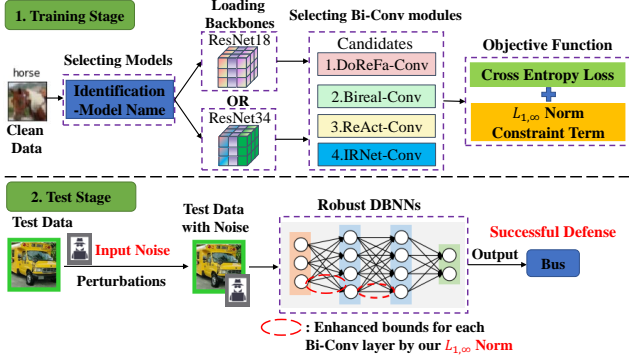 1. Training Stage
Loading
Backbones
Selecting Bi-Conv modules
Selecting Models
horse
Clean
Data
Identification
-Model Name
ResNet18
OR
ResNet34
Candidates
1.DoReFa-Conv
2.Bireal-Conv
3.ReAct-Conv
4.IRNet-Conv
Objective Function
Cross Entropy Loss
L1,∞ Norm
Constraint Term
2. Test Stage
Test Data
Input Noise
Perturbations
Test Data
with Noise
Robust DBNNs
Output
Successful Defense
Bus
: Enhanced bounds for each
Bi-Conv layer by our L1,∞ Norm